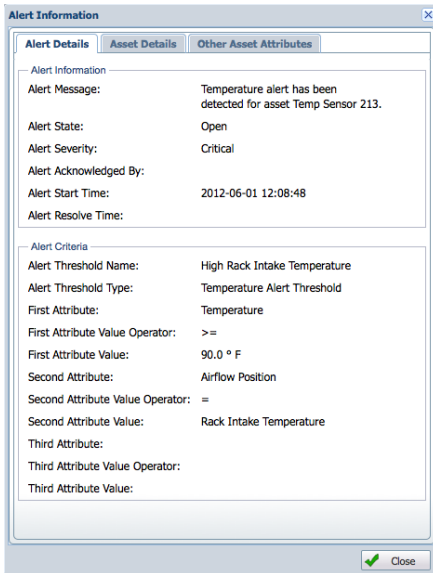 Alert Information
Alert Details Asset Details Other Asset Attributes
Alert Information
Alert Message: Temperature alert has been
detected for asset Temp Sensor 213.
Alert State: Open
Alert Severity: Critical
Alert Acknowledged By:
Alert Start Time: 2012-06-01 12:08:48
Alert Resolve Time:
Alert Criteria
Alert Threshold Name: High Rack Intake Temperature
Alert Threshold Type: Temperature Alert Threshold
First Attribute: Temperature
First Attribute Value Operator: >=
First Attribute Value: 90.0 ° F
Second Attribute: Airflow Position
Second Attribute Value Operator: =
Second Attribute Value: Rack Intake Temperature
Third Attribute:
Third Attribute Value Operator:
Third Attribute Value:
Close